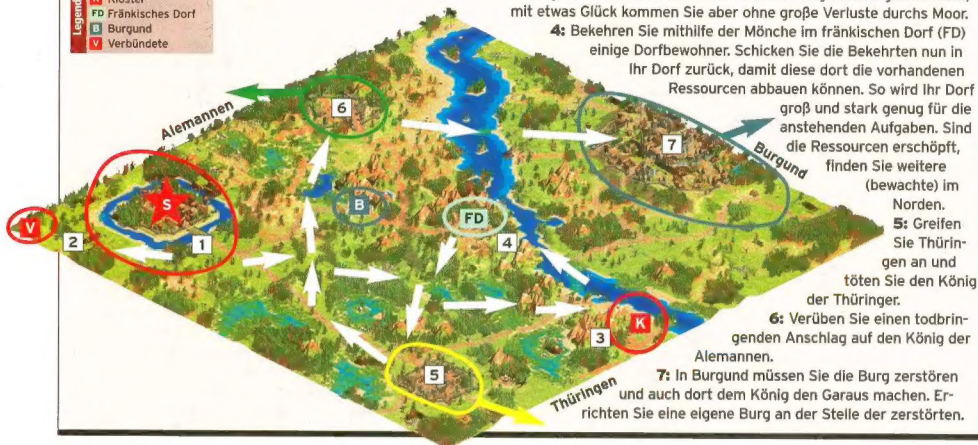 Legende
Kloster
FD Fränkisches Dorf
B Burgund
V Verbündete
mit etwas Glück kommen Sie aber ohne große Verluste durchs Moor.
4: Bekehren Sie mithilfe der Mönche im fränkischen Dorf (FD)
einige Dorfbewohner. Schicken Sie die Bekehrten nun in
Ihr Dorf zurück, damit diese dort die vorhandenen
Ressourcen abbauen können. So wird Ihr Dorf
groß und stark genug für die
anstehenden Aufgaben. Sind
die Ressourcen erschöpft,
finden Sie weitere
(bewachte) im
Norden.
5: Greifen
Sie Thürin-
gen an und
töten Sie den König
der Thüringer.
6: Verüben Sie einen todbrin-
genden Anschlag auf den König der
Alemannen.
7: In Burgund müssen Sie die Burg zerstören
und auch dort dem König den Garaus machen. Er-
richten Sie eine eigene Burg an der Stelle der zerstörten.
Alemannen
6
7
Burgund
S
B
FD
V
2
1
4
K
3
5
Thüringen